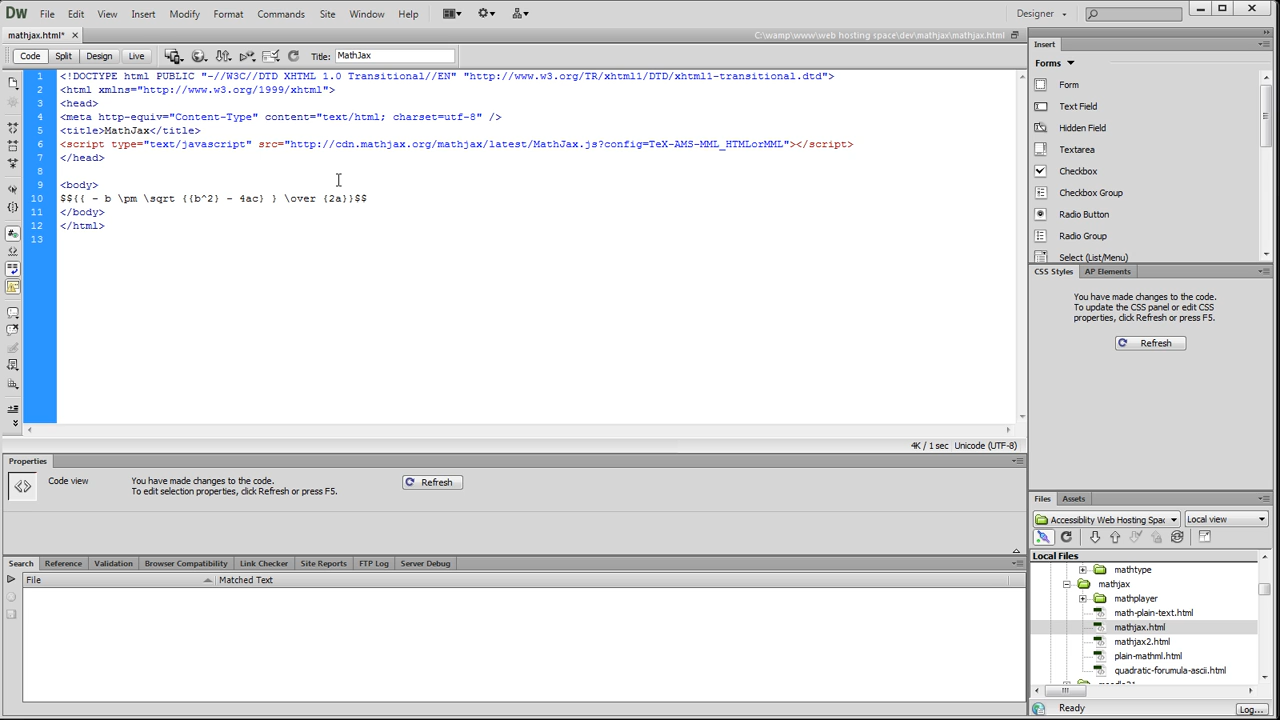 Dw File Edit View Insert Modify Format Commands Site Window Help Designer
mathjax.html* C:\wamp\www\web hosting space\dev\mathjax\mathjax.html
Code Split Design Live Title: MathJax
1 <!DOCTYPE html PUBLIC "-//W3C//DTD XHTML 1.0 Transitional//EN" "http://www.w3.org/TR/xhtml1/DTD/xhtml1-transitional.dtd">
2 <html xmlns="http://www.w3.org/1999/xhtml">
3 <head>
4 <meta http-equiv="Content-Type" content="text/html; charset=utf-8" />
5 <title>MathJax</title>
6 <script type="text/javascript" src="http://cdn.mathjax.org/mathjax/latest/MathJax.js?config=TeX-AMS-MML_HTMLorMML"></script>
7 </head>
8
9 <body>
10 $${{ - b \pm \sqrt {{b^2} - 4ac} } \over {2a}}$$
11 </body>
12 </html>
13
4K / 1 sec Unicode (UTF-8)
Properties
Code view You have made changes to the code. Refresh
To edit selection properties, click Refresh or press F5.
Search Reference Validation Browser Compatibility Link Checker Site Reports FTP Log Server Debug
File Matched Text
Insert
Forms
Form
Text Field
Hidden Field
Textarea
Checkbox
Checkbox Group
Radio Button
Radio Group
Select (List/Menu)
CSS Styles AP Elements
You have made changes to the code.
To update the CSS panel or edit CSS
properties, click Refresh or press F5.
Refresh
Files Assets
Accessiblity Web Hosting Spac Local view
Local Files
mathtype
mathjax
mathplayer
math-plain-text.html
mathjax.html
mathjax2.html
plain-mathml.html
quadratic-forumula-ascii.html
Ready Log...